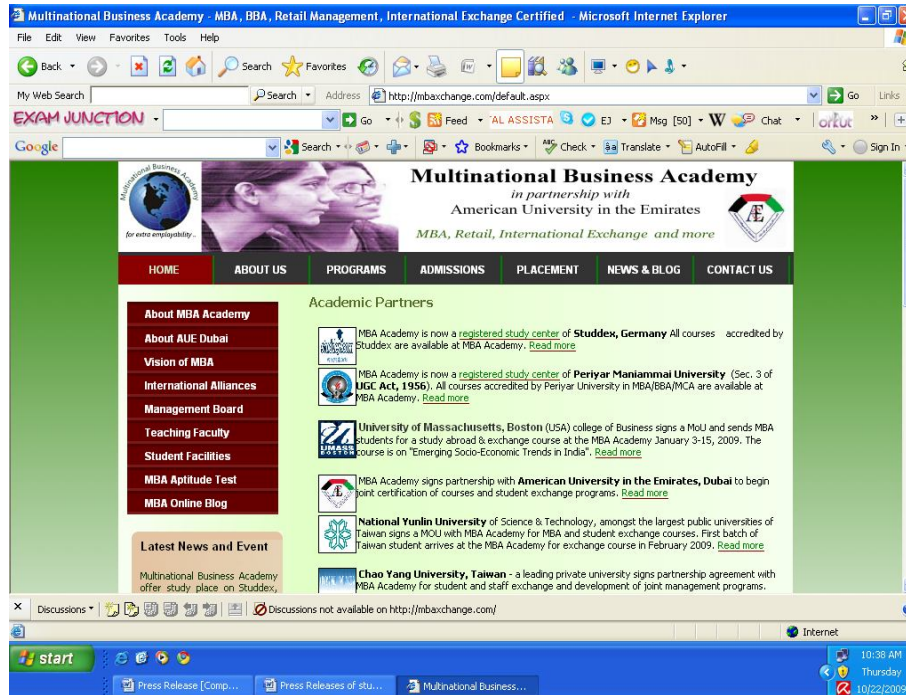 Multinational Business Academy - MBA, BBA, Retail Management, International Exchange Certified - Microsoft Internet Explorer
File Edit View Favorites Tools Help
Back Search Favorites
My Web Search Search Address http://mbaxchange.com/default.aspx Go Links
EXAM JUNCTION Go Feed AL ASSISTA EJ Msg [50] W Chat orkut »
Google Search Bookmarks ABC Check Translate AutoFill Sign In
Multinational Business Academy
for extra employability..
Multinational Business Academy
in partnership with
American University in the Emirates
MBA, Retail, International Exchange and more
AE
HOME ABOUT US PROGRAMS ADMISSIONS PLACEMENT NEWS & BLOG CONTACT US
About MBA Academy
About AUE Dubai
Vision of MBA
International Alliances
Management Board
Teaching Faculty
Student Facilities
MBA Aptitude Test
MBA Online Blog
Latest News and Event
Multinational Business Academy
offer study place on Studdex,
Academic Partners
MBA Academy is now a registered study center of Studdex, Germany All courses accredited by
Studdex are available at MBA Academy. Read more
MBA Academy is now a registered study center of Periyar Maniammai University (Sec. 3 of
UGC Act, 1956). All courses accredited by Periyar University in MBA/BBA/MCA are available at
MBA Academy. Read more
UMASS
BOSTON
University of Massachusetts, Boston (USA) college of Business signs a MoU and sends MBA
students for a study abroad & exchange course at the MBA Academy January 3-15, 2009. The
course is on "Emerging Socio-Economic Trends in India". Read more
MBA Academy signs partnership with American University in the Emirates, Dubai to begin
joint certification of courses and student exchange programs. Read more
National Yunlin University of Science & Technology, amongst the largest public universities of
Taiwan signs a MOU with MBA Academy for MBA and student exchange courses. First batch of
Taiwan student arrives at the MBA Academy for exchange course in February 2009. Read more
Chao Yang University, Taiwan - a leading private university signs partnership agreement with
MBA Academy for student and staff exchange and development of joint management programs.
Discussions Discussions not available on http://mbaxchange.com/
Internet
start
Press Release [Comp... Press Releases of stu... Multinational Business...
10:38 AM
Thursday
10/22/2009